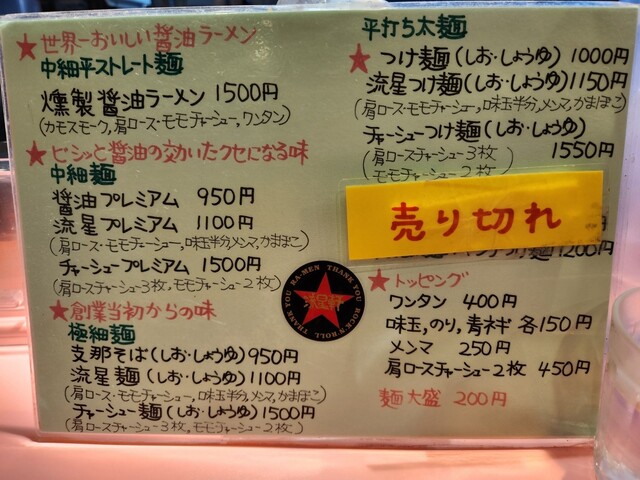 ★世界一おいしい醤油ラーメン
中細平ストレート麺
燻製醤油ラーメン 1500円
(カモスモーク,肩ロース・モモチャーシュー,ワンタン)
★ビシッと醤油の効いたクセになる味
中細麺
醤油プレミアム 950円
流星プレミアム 1100円
(肩ロース・モモチャーシュー,味玉半分,メンマ,かまぼこ)
チャーシュープレミアム 1500円
(肩ロースチャーシュー3枚,モモチャーシュー2枚)
★創業当初からの味
極細麺
支那そば(しお・しょうゆ)950円
流星麺(しお・しょうゆ)1100円
(肩ロース・モモチャーシュー,味玉半分,メンマ,かまぼこ)
チャーシュー麺(しお・しょうゆ)1500円
(肩ロースチャーシュー3枚,モモチャーシュー2枚)
平打ち太麺
★つけ麺(しお・しょうゆ) 1000円
流星つけ麺(しお・しょうゆ)1150円
(肩ロース・モモチャーシュー,味玉半分,メンマ,かまぼこ)
チャーシューつけ麺(しお・しょうゆ)
(肩ロースチャーシュー3枚
モモチャーシュー2枚)
1550円
売り切れ
1200円
★トッピング
ワンタン 400円
味玉,のり,青ネギ 各150円
メンマ 250円
肩ロースチャーシュー2枚 450円
麺大盛 200円
THANK YOU RA-MEN THANK YOU ROCK'N ROLL